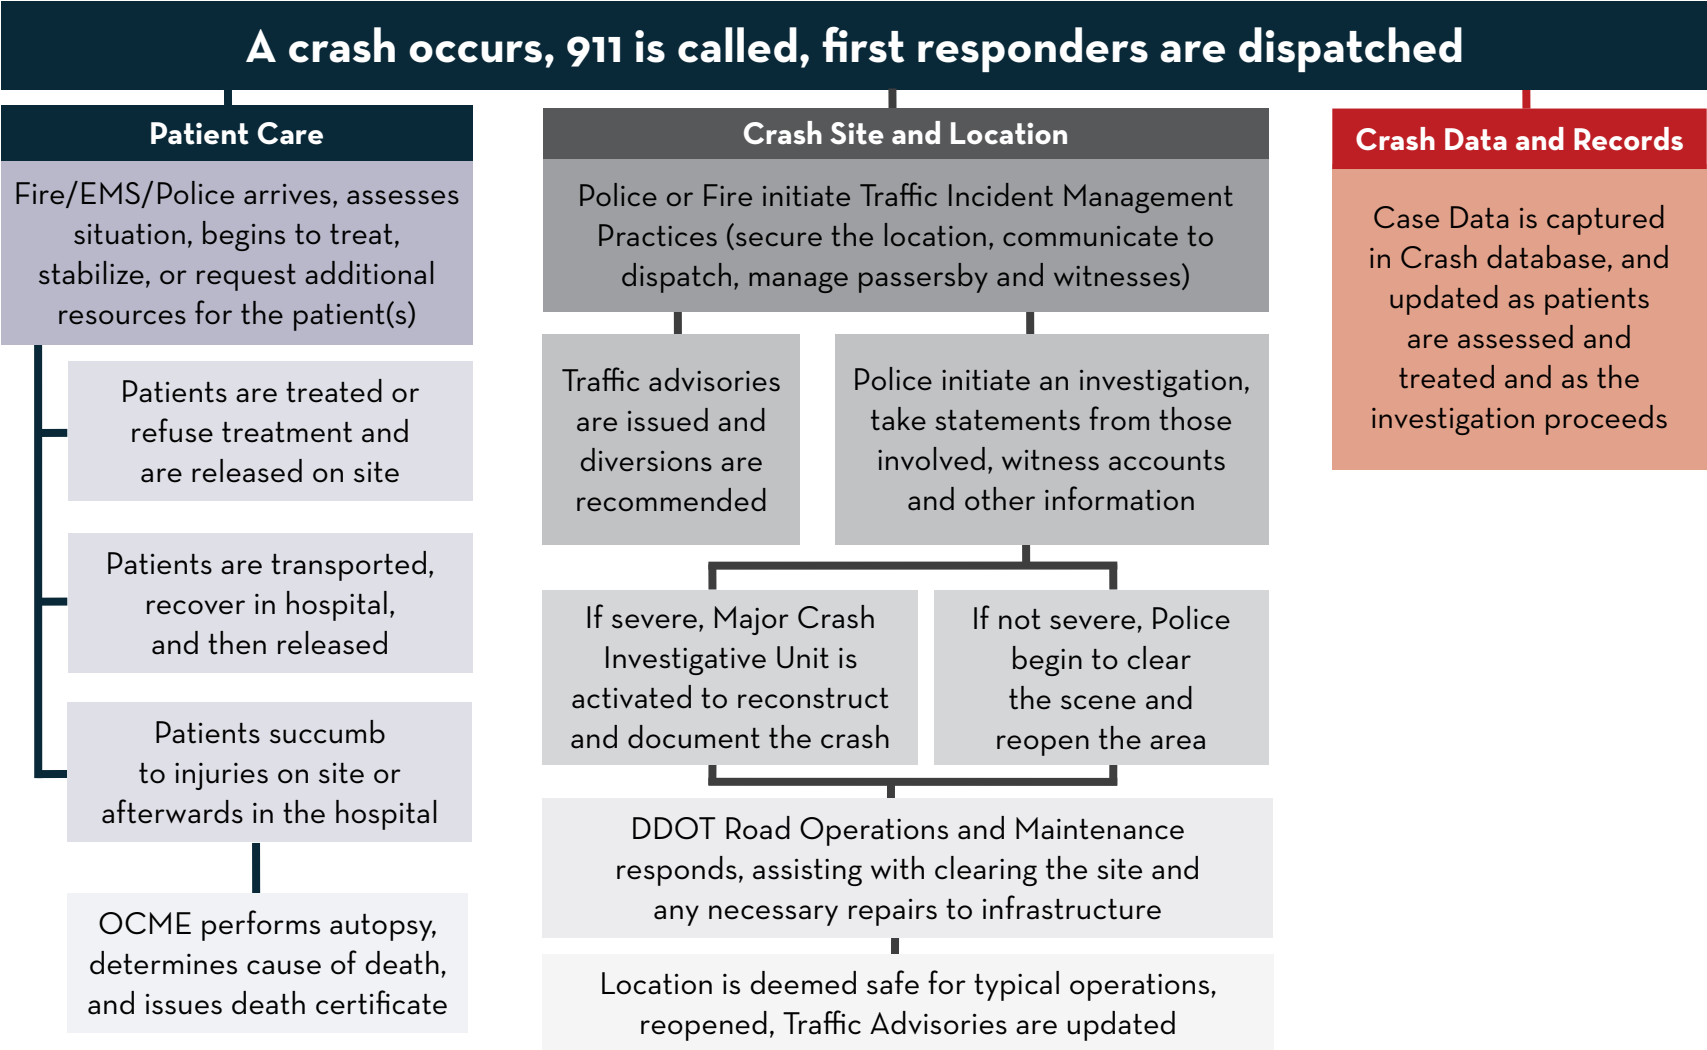 A crash occurs, 911 is called, first responders are dispatched
Patient Care
Fire/EMS/Police arrives, assesses
situation, begins to treat,
stabilize, or request additional
resources for the patient(s)
Patients are treated or
refuse treatment and
are released on site
Patients are transported,
recover in hospital,
and then released
Patients succumb
to injuries on site or
afterwards in the hospital
OCME performs autopsy,
determines cause of death,
and issues death certificate
Crash Site and Location
Police or Fire initiate Traffic Incident Management
Practices (secure the location, communicate to
dispatch, manage passersby and witnesses)
Traffic advisories
are issued and
diversions are
recommended
Police initiate an investigation,
take statements from those
involved, witness accounts
and other information
If severe, Major Crash
Investigative Unit is
activated to reconstruct
and document the crash
If not severe, Police
begin to clear
the scene and
reopen the area
DDOT Road Operations and Maintenance
responds, assisting with clearing the site and
any necessary repairs to infrastructure
Location is deemed safe for typical operations,
reopened, Traffic Advisories are updated
Crash Data and Records
Case Data is captured
in Crash database, and
updated as patients
are assessed and
treated and as the
investigation proceeds